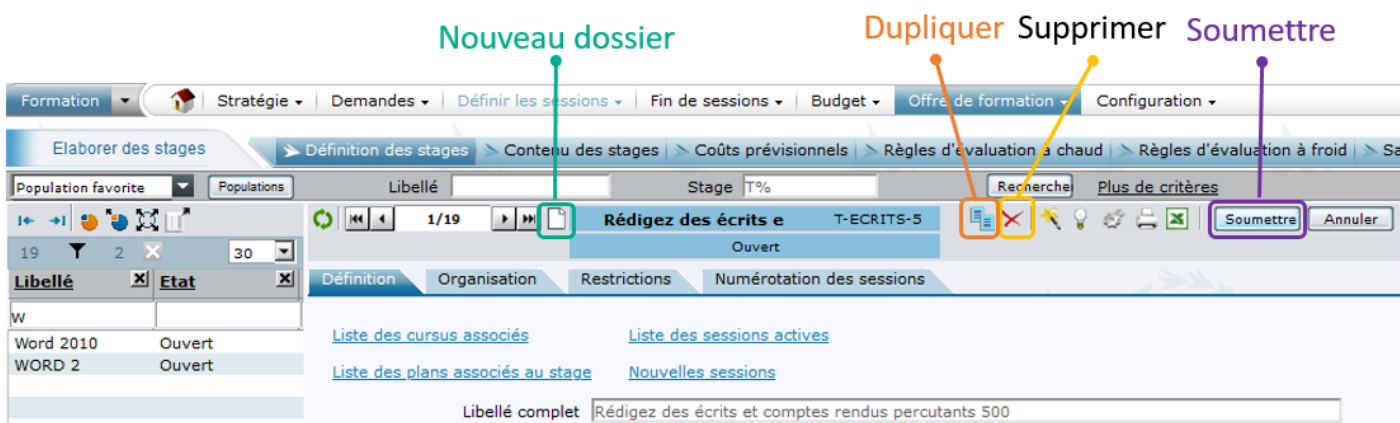 Nouveau dossier
Dupliquer Supprimer Soumettre
Formation Stratégie Demandes Définir les sessions Fin de sessions Budget Offre de formation Configuration
Elaborer des stages Définition des stages Contenu des stages Coûts prévisionnels Règles d'évaluation à chaud Règles d'évaluation à froid Sa
Population favorite Populations Libellé Stage T% Recherche Plus de critères
1/19 Rédigez des écrits e T-ECRITS-5 Soumettre Annuler
19 2 30 Ouvert
Libellé Etat Définition Organisation Restrictions Numérotation des sessions
W
Liste des cursus associés Liste des sessions actives
Word 2010 Ouvert
WORD 2 Ouvert
Liste des plans associés au stage Nouvelles sessions
Libellé complet Rédigez des écrits et comptes rendus percutants 500